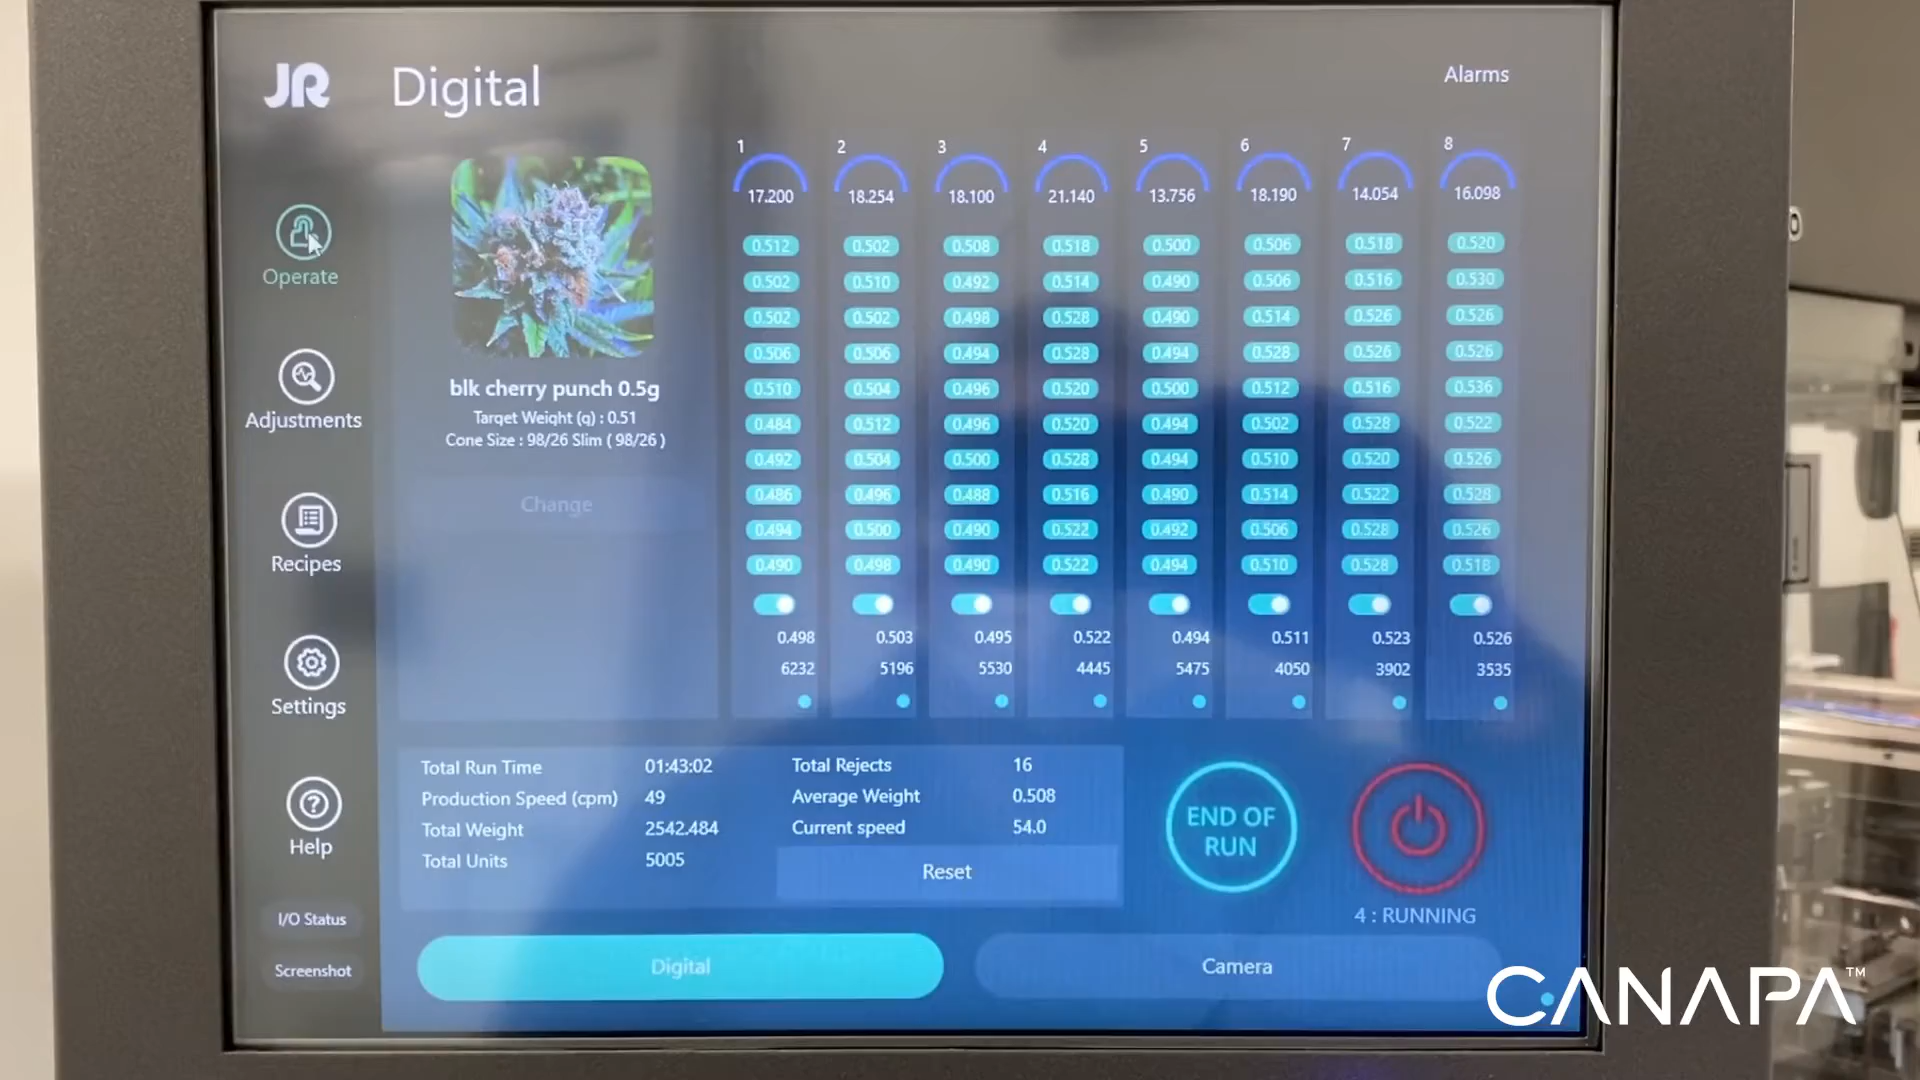 JR
Digital
Alarms
Operate
Adjustments
Recipes
Settings
Help
I/O Status
Screenshot
blk cherry punch 0.5g
Target Weight (g) : 0.51
Cone Size : 98/26 Slim ( 98/26 )
Change
1 2 3 4 5 6 7 8
17.200 18.254 18.100 21.140 13.756 18.190 14.054 16.098
0.512 0.502 0.508 0.518 0.500 0.506 0.518 0.520
0.502 0.510 0.492 0.514 0.490 0.506 0.516 0.530
0.502 0.502 0.498 0.528 0.490 0.514 0.526 0.526
0.506 0.506 0.494 0.528 0.494 0.528 0.526 0.526
0.510 0.504 0.496 0.520 0.500 0.512 0.516 0.536
0.484 0.512 0.496 0.520 0.494 0.502 0.528 0.522
0.492 0.504 0.500 0.528 0.494 0.510 0.520 0.526
0.486 0.496 0.488 0.516 0.490 0.514 0.522 0.528
0.494 0.500 0.490 0.522 0.492 0.506 0.528 0.526
0.490 0.498 0.490 0.522 0.494 0.510 0.528 0.518
0.498 0.503 0.495 0.522 0.494 0.511 0.523 0.526
6232 5196 5530 4445 5475 4050 3902 3535
Total Run Time 01:43:02
Production Speed (cpm) 49
Total Weight 2542.484
Total Units 5005
Total Rejects 16
Average Weight 0.508
Current speed 54.0
Reset
END OF
RUN
4 : RUNNING
Digital
Camera
CANAPA™